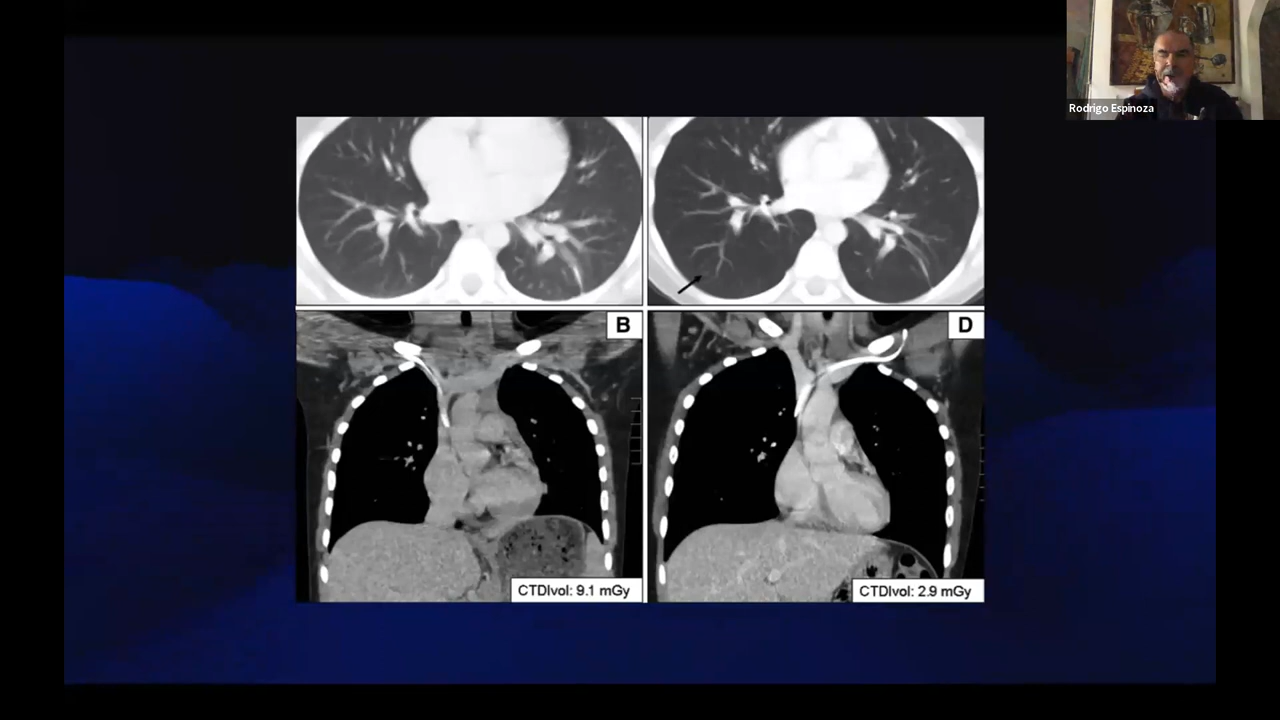 Rodrigo Espinoza
B
D
CTDIvol: 9.1 mGy
CTDIvol: 2.9 mGy